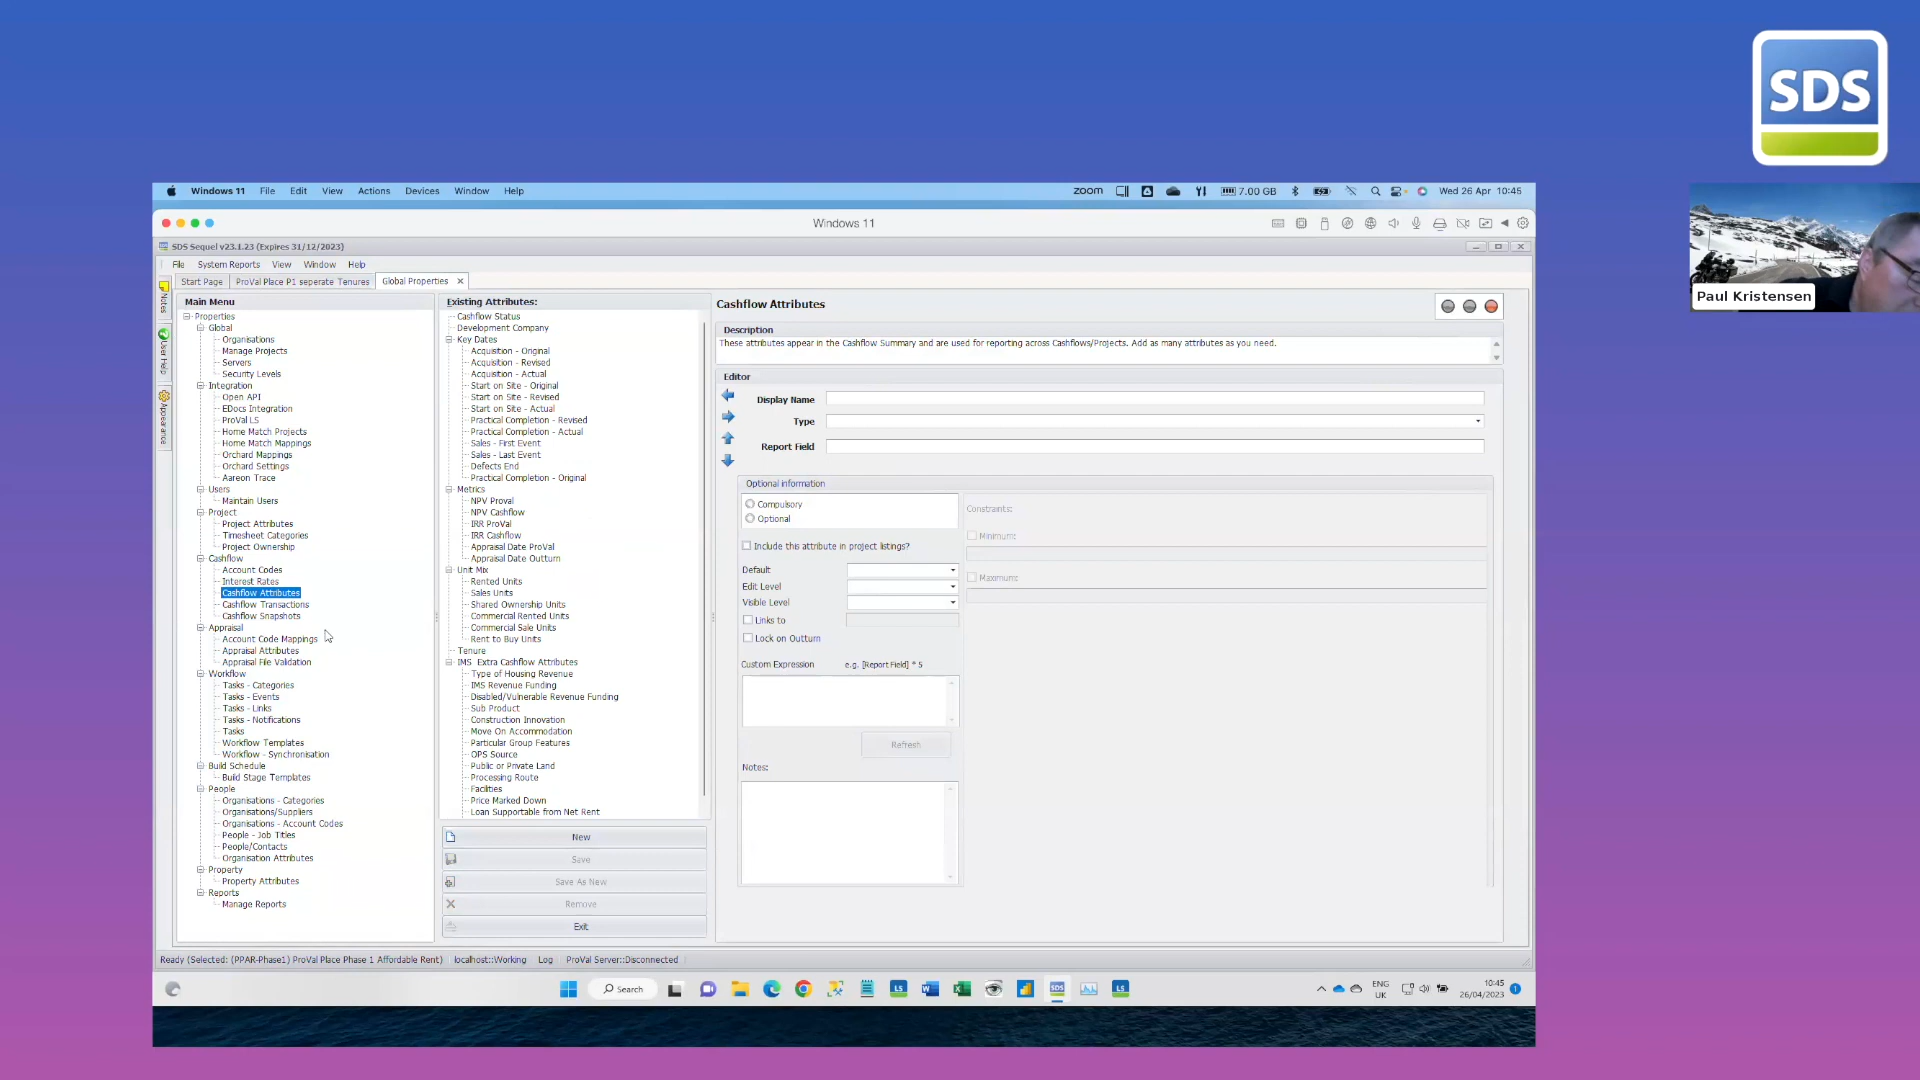 SDS
Windows 11 File Edit View Actions Devices Window Help
zoom 7.00 GB Wed 26 Apr 10:45
Windows 11
SDS Sequel v23.1.23 (Expires 31/12/2023)
File System Reports View Window Help
Start Page ProVal Place P1 seperate Tenures Global Properties
Notes
User Help
Appearance
Main Menu
Properties
Global
Organisations
Manage Projects
Servers
Security Levels
Integration
Open API
EDocs Integration
ProVal LS
Home Match Projects
Home Match Mappings
Orchard Mappings
Orchard Settings
Aareon Trace
Users
Maintain Users
Project
Project Attributes
Timesheet Categories
Project Ownership
Cashflow
Account Codes
Interest Rates
Cashflow Attributes
Cashflow Transactions
Cashflow Snapshots
Appraisal
Account Code Mappings
Appraisal Attributes
Appraisal File Validation
Workflow
Tasks - Categories
Tasks - Events
Tasks - Links
Tasks - Notifications
Tasks
Workflow Templates
Workflow - Synchronisation
Build Schedule
Build Stage Templates
People
Organisations - Categories
Organisations/Suppliers
Organisations - Account Codes
People - Job Titles
People/Contacts
Organisation Attributes
Property
Property Attributes
Reports
Manage Reports
Existing Attributes:
Cashflow Status
Development Company
Key Dates
Acquisition - Original
Acquisition - Revised
Acquisition - Actual
Start on Site - Original
Start on Site - Revised
Start on Site - Actual
Practical Completion - Revised
Practical Completion - Actual
Sales - First Event
Sales - Last Event
Defects End
Practical Completion - Original
Metrics
NPV Proval
NPV Cashflow
IRR ProVal
IRR Cashflow
Appraisal Date ProVal
Appraisal Date Outturn
Unit Mix
Rented Units
Sales Units
Shared Ownership Units
Commercial Rented Units
Commercial Sale Units
Rent to Buy Units
Tenure
IMS Extra Cashflow Attributes
Type of Housing Revenue
IMS Revenue Funding
Disabled/Vulnerable Revenue Funding
Sub Product
Construction Innovation
Move On Accommodation
Particular Group Features
OPS Source
Public or Private Land
Processing Route
Facilities
Price Marked Down
Loan Supportable from Net Rent
New
Save
Save As New
Remove
Exit
Cashflow Attributes
Description
These attributes appear in the Cashflow Summary and are used for reporting across Cashflows/Projects. Add as many attributes as you need.
Editor
Display Name
Type
Report Field
Optional information
Compulsory
Optional
Include this attribute in project listings?
Default
Edit Level
Visible Level
Links to
Lock on Outturn
Custom Expression e.g. [Report Field] * 5
Refresh
Notes:
Constraints:
Minimum:
Maximum:
Ready (Selected: (PPAR-Phase1) ProVal Place Phase 1 Affordable Rent) localhost::Working Log ProVal Server::Disconnected
Search
LS
SDS
LS
ENG
UK
10:45
26/04/2023
1
Paul Kristensen